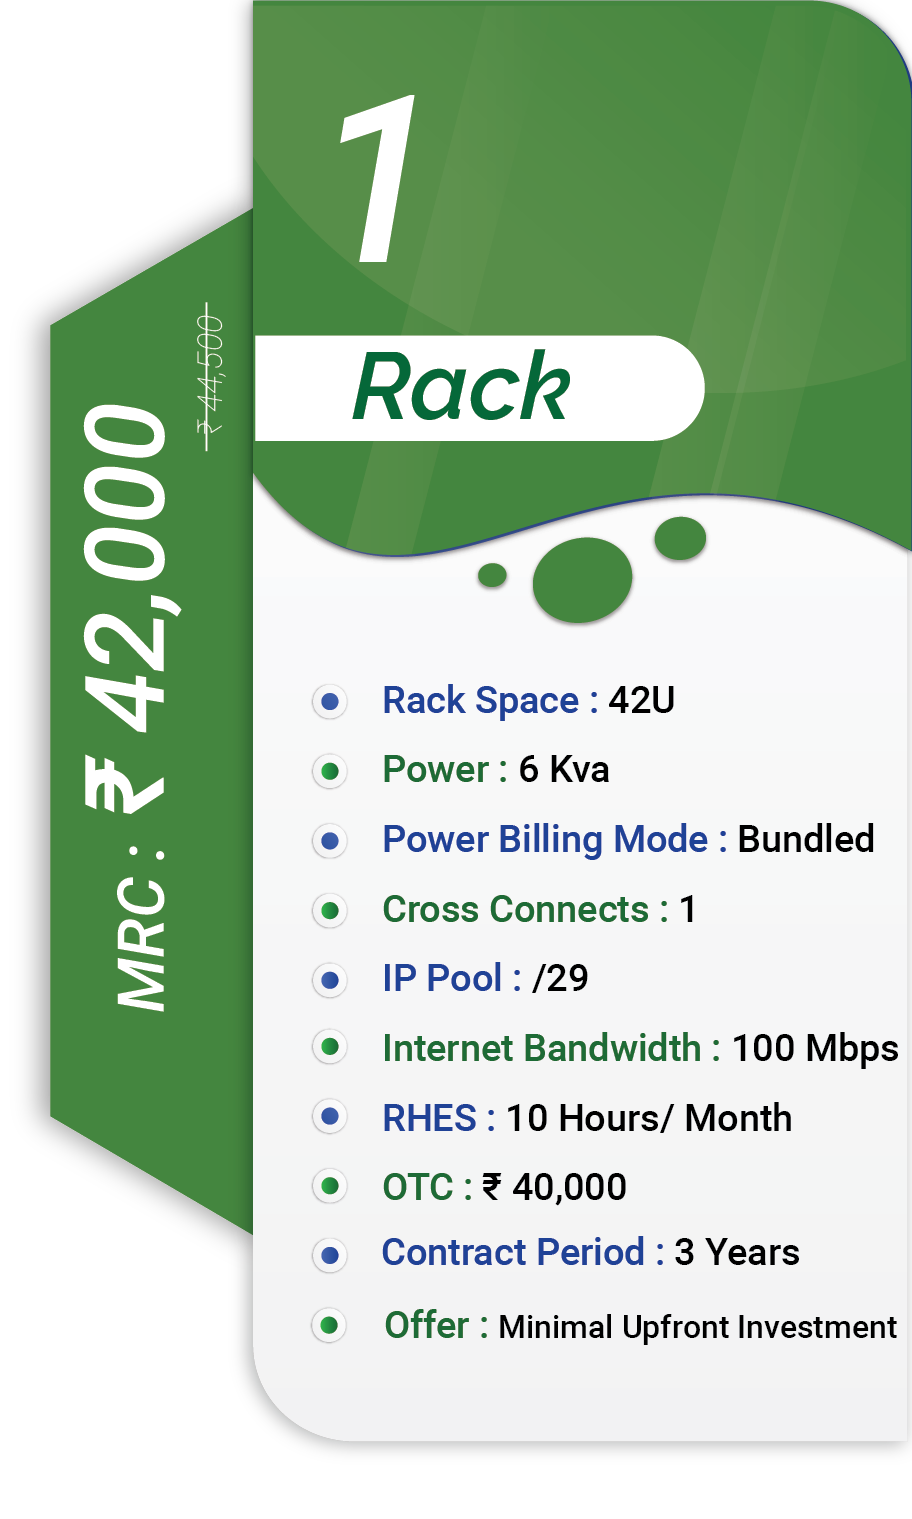 1
Rack
MRC : ₹ 42,000
₹ 44,500
Rack Space : 42U
Power : 6 Kva
Power Billing Mode : Bundled
Cross Connects : 1
IP Pool : /29
Internet Bandwidth : 100 Mbps
RHES : 10 Hours/ Month
OTC : ₹ 40,000
Contract Period : 3 Years
Offer : Minimal Upfront Investment